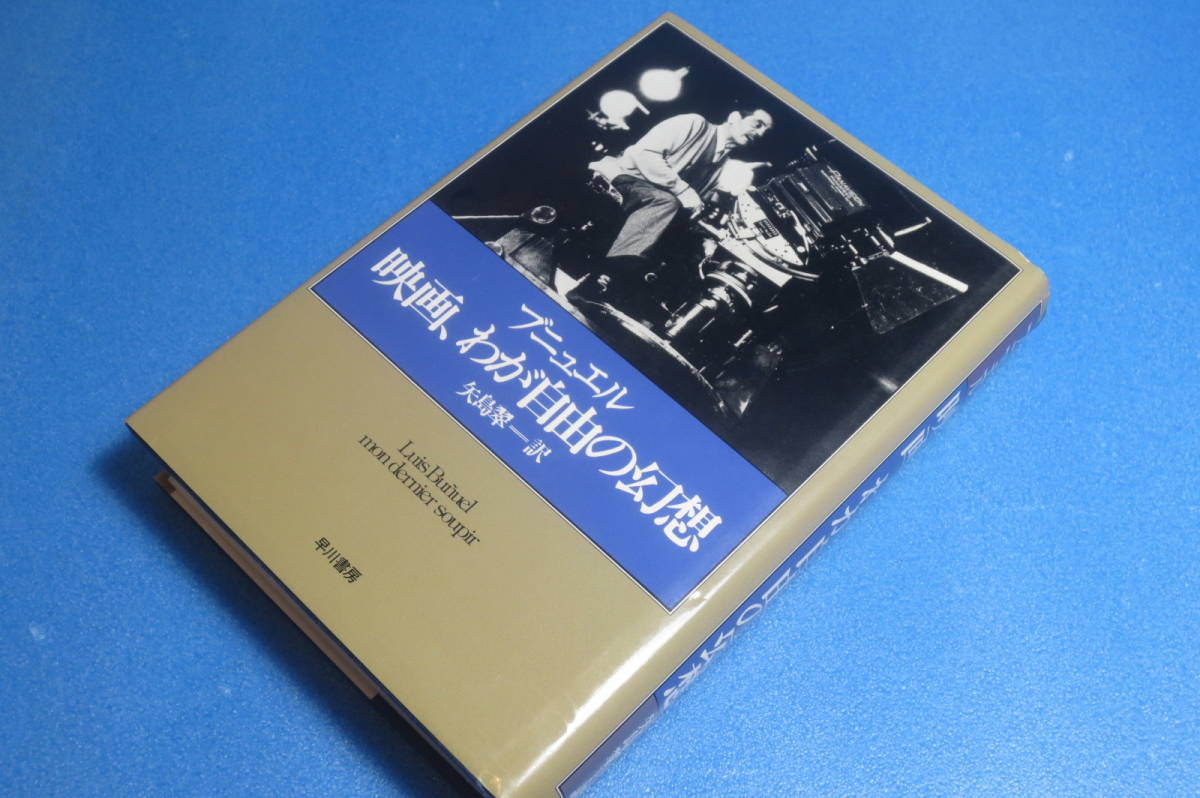 ブニュエル
映画、わが自由の幻想
矢島翠=訳
Luis Buñuel
mon dernier soupir
早川書房